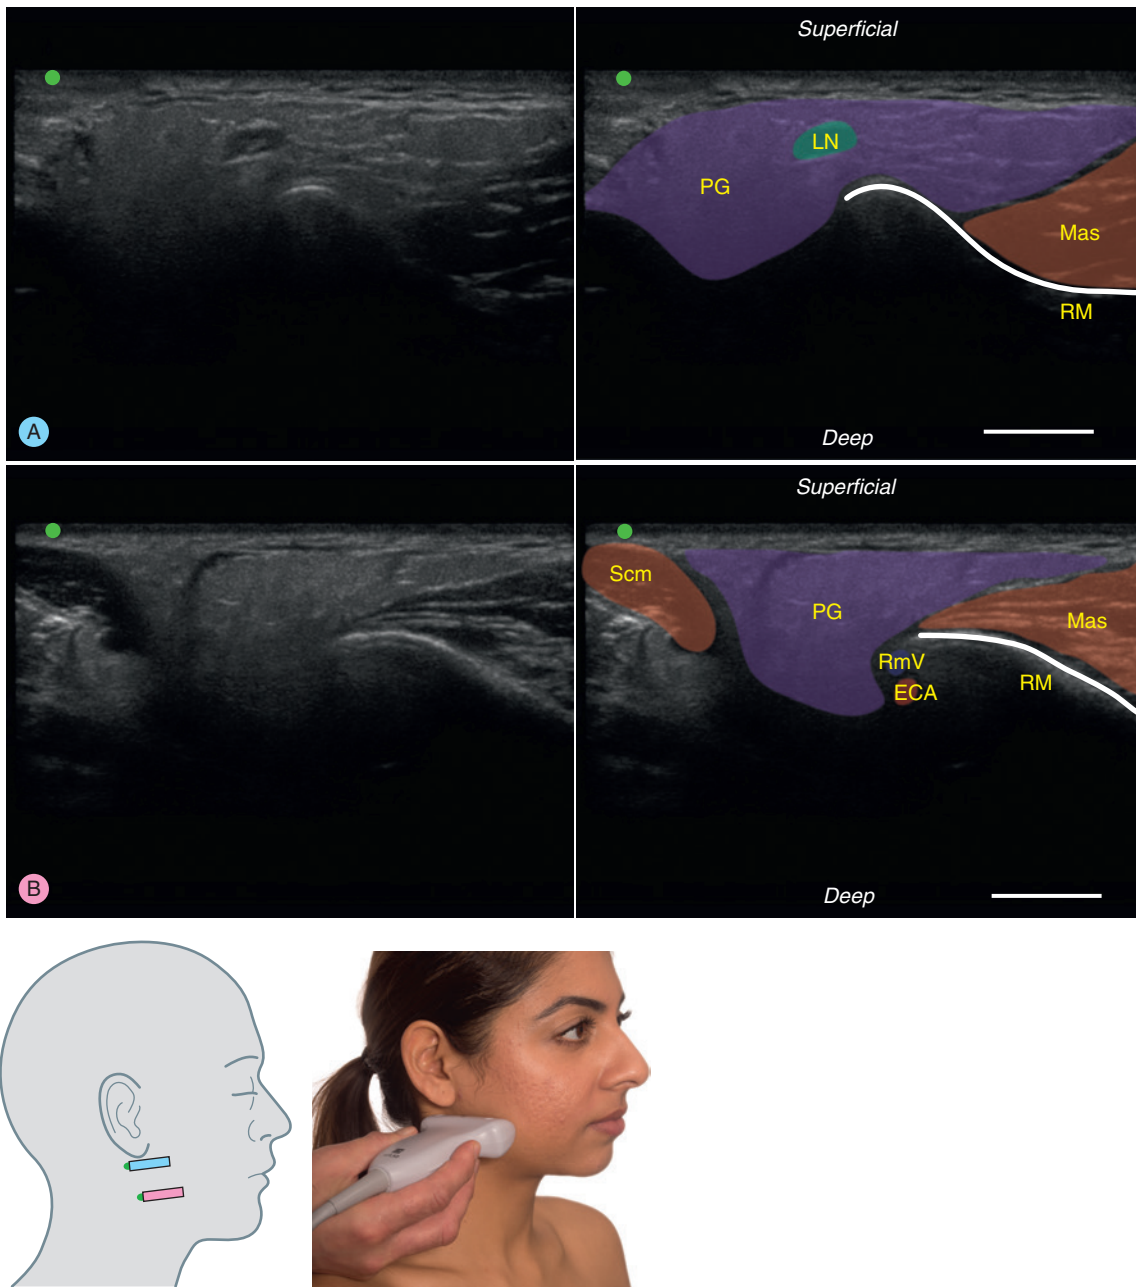 Superficial
LN
PG
Mas
RM
A
Deep
Superficial
Scm
PG
Mas
RmV
RM
ECA
B
Deep